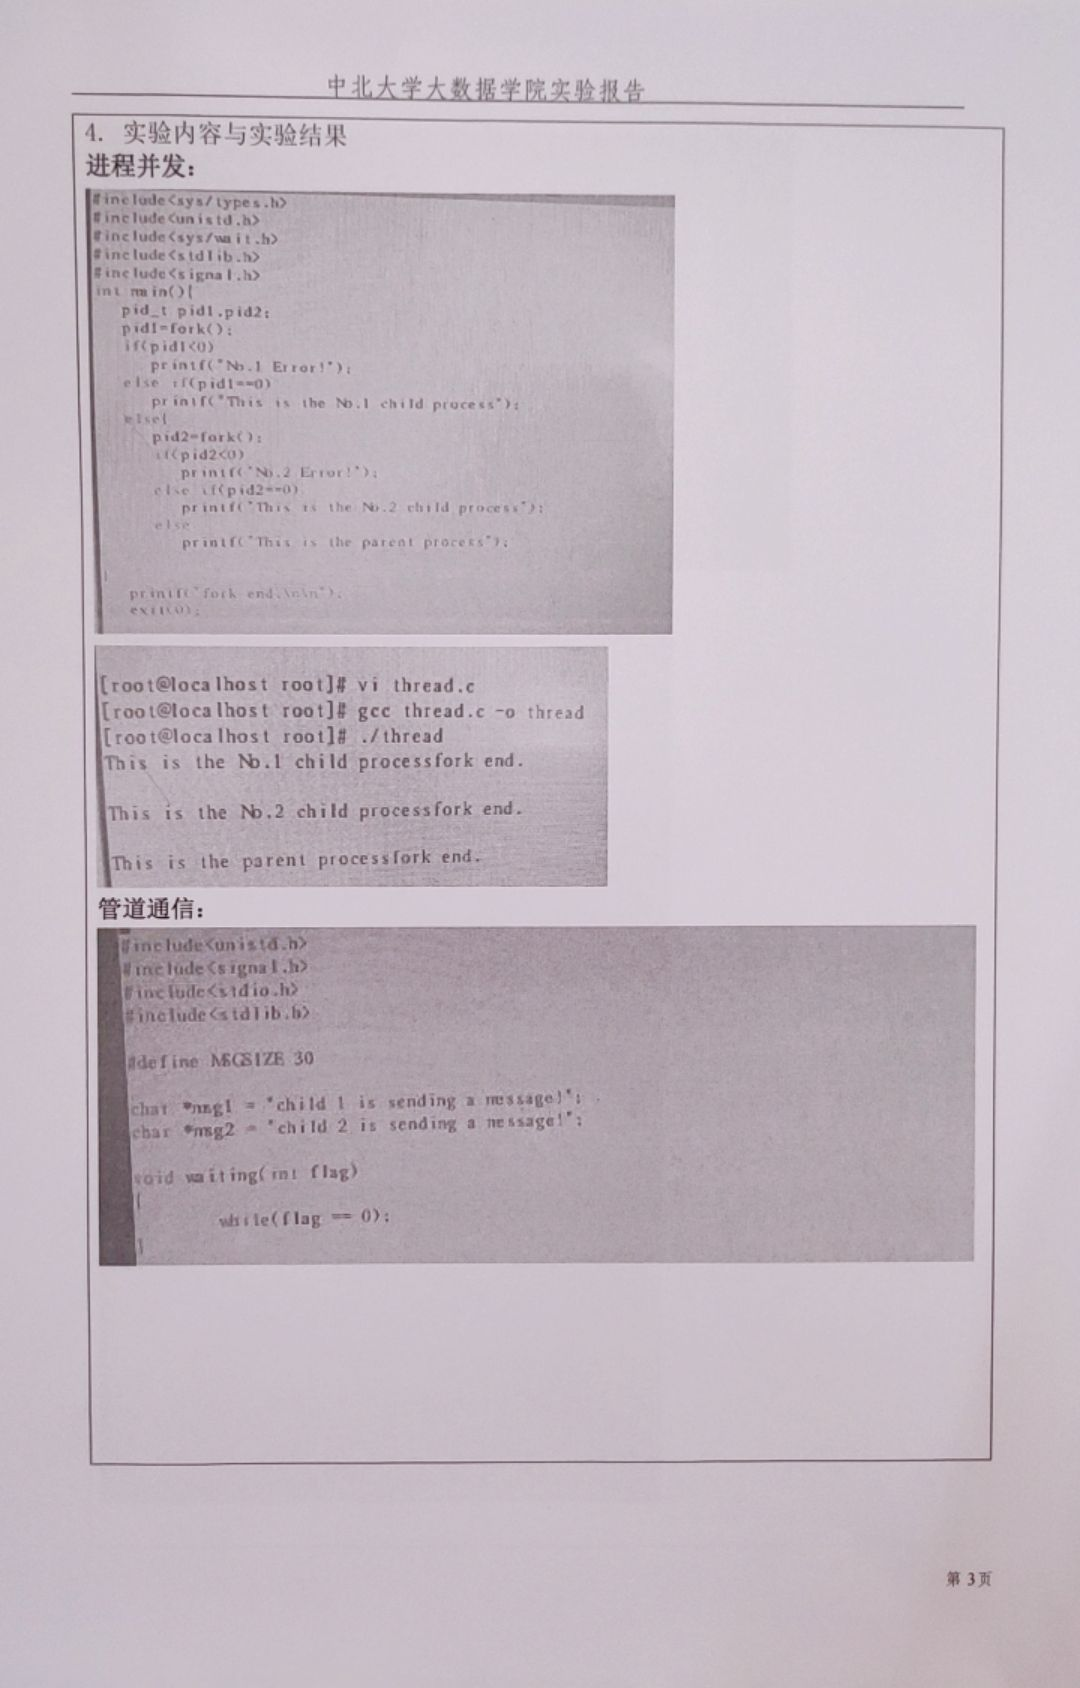 中北大学大数据学院实验报告
4. 实验内容与实验结果
进程并发:
#include<sys/types.h>
#include<unistd.h>
#include<sys/wait.h>
#include<stdlib.h>
#include<signal.h>
int main(){
pid_t pid1,pid2;
pid1=fork();
if(pid1<0)
printf("No.1 Error!");
else if(pid1==0)
printf("This is the No.1 child process");
else{
pid2=fork();
if(pid2<0)
printf("No.2 Error!");
else if(pid2==0)
printf("This is the No.2 child process");
else
printf("This is the parent process");
}
printf("fork end.\n\n");
exit(0);
[root@localhost root]# vi thread.c
[root@localhost root]# gcc thread.c -o thread
[root@localhost root]# ./thread
This is the No.1 child processfork end.
This is the No.2 child processfork end.
This is the parent processfork end.
管道通信:
#include<unistd.h>
#include<signal.h>
#include<stdio.h>
#include<stdlib.h>
#define MSGSIZE 30
char *msg1 = "child 1 is sending a message!";
char *msg2 = "child 2 is sending a message!";
void waiting(int flag)
{
while(flag == 0);
}
第 3页